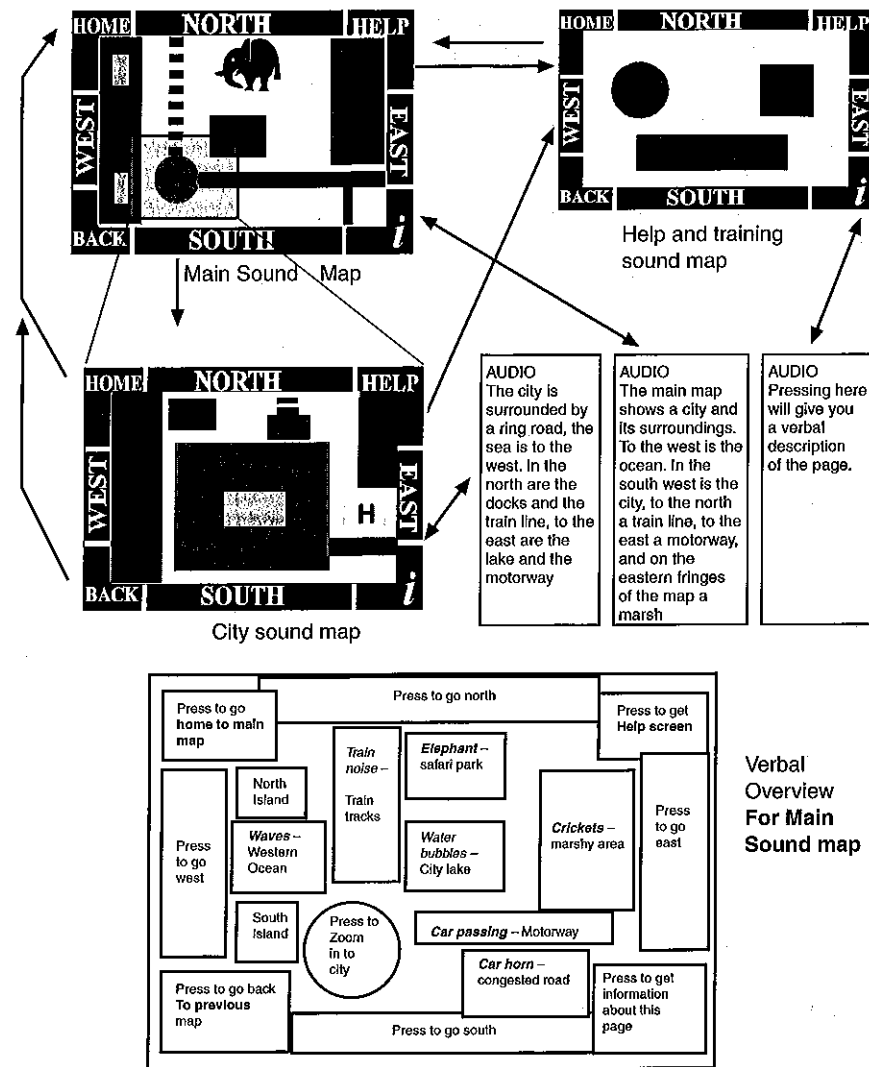 HOME
NORTH
HELP
WEST
EAST
BACK
SOUTH
i
Main Sound Map
HOME
NORTH
HELP
WEST
EAST
BACK
SOUTH
i
Help and training
sound map
HOME
NORTH
HELP
WEST
H
EAST
BACK
SOUTH
i
City sound map
AUDIO
The city is
surrounded by
a ring road, the
sea is to the
west. In the
north are the
docks and the
train line, to the
east are the
lake and the
motorway
AUDIO
The main map
shows a city and
its surroundings.
To the west is the
ocean. In the
south west is the
city, to the north
a train line, to the
east a motorway,
and on the
eastern fringes
of the map a
marsh
AUDIO
Pressing here
will give you
a verbal
description
of the page.
Press to go
home to main
map
Press to go north
Press to get
Help screen
Press
to go
west
North
Island
Waves –
Western
Ocean
South
Island
Train
noise –
Train
tracks
Elephant –
safari park
Water
bubbles –
City lake
Crickets –
marshy area
Press
to go
east
Press to
Zoom
in to
city
Car passing – Motorway
Car horn –
congested road
Press to go back
To previous
map
Press to go south
Press to get
information
about this
page
Verbal
Overview
For Main
Sound map